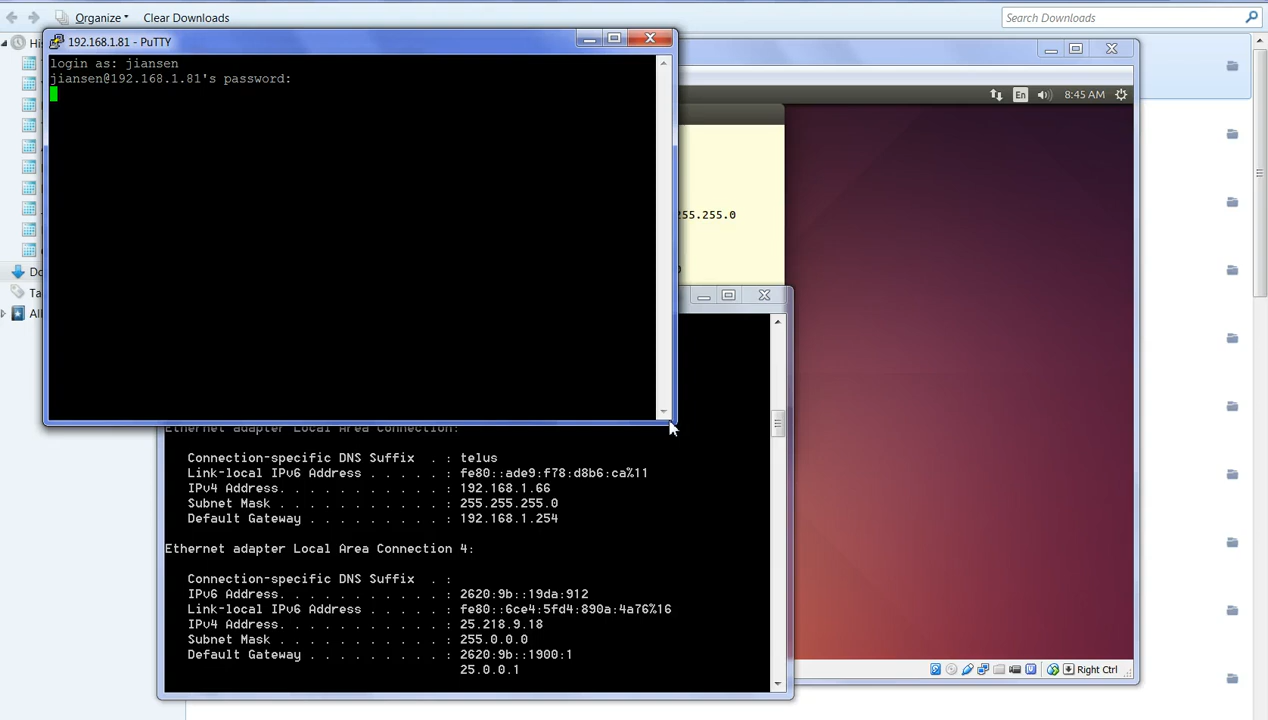 Organize
Clear Downloads
Search Downloads
His
192.168.1.81 - PuTTY
login as: jiansen
jiansen@192.168.1.81's password:
En
8:45 AM
55.255.0
Do
Ta
All
Ethernet adapter Local Area Connection:
Connection-specific DNS Suffix  . : telus
Link-local IPv6 Address . . . . . : fe80::ade9:f78:d8b6:ca%11
IPv4 Address. . . . . . . . . . . : 192.168.1.66
Subnet Mask . . . . . . . . . . . : 255.255.255.0
Default Gateway . . . . . . . . . : 192.168.1.254
Ethernet adapter Local Area Connection 4:
Connection-specific DNS Suffix  . :
IPv6 Address. . . . . . . . . . . : 2620:9b::19da:912
Link-local IPv6 Address . . . . . : fe80::6ce4:5fd4:890a:4a76%16
IPv4 Address. . . . . . . . . . . : 25.218.9.18
Subnet Mask . . . . . . . . . . . : 255.0.0.0
Default Gateway . . . . . . . . . : 2620:9b::1900:1
25.0.0.1
Right Ctrl